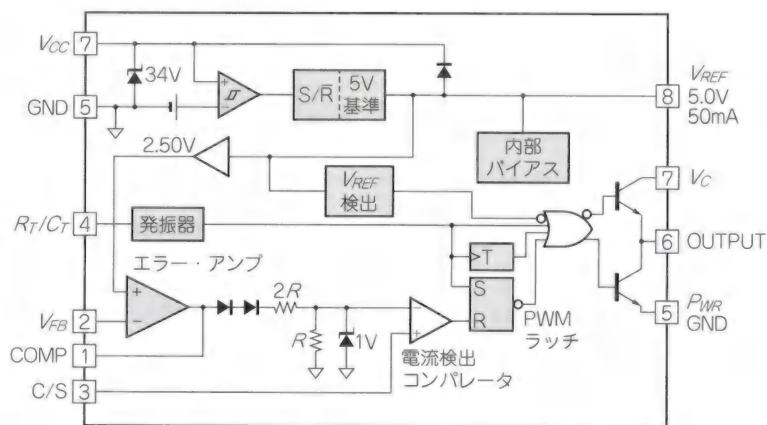 VCC 7
34V
GND 5
S/R̅ 5V
基準
8 VREF
5.0V
50mA
2.50V
内部
バイアス
VREF
検出
7 VC
RT/CT 4
発振器
6 OUTPUT
エラー・アンプ
>T
+
−
VFB 2
2R
R
1V
S
R
PWM
ラッチ
5 PWR
GND
COMP 1
電流検出
コンパレータ
C/S 3